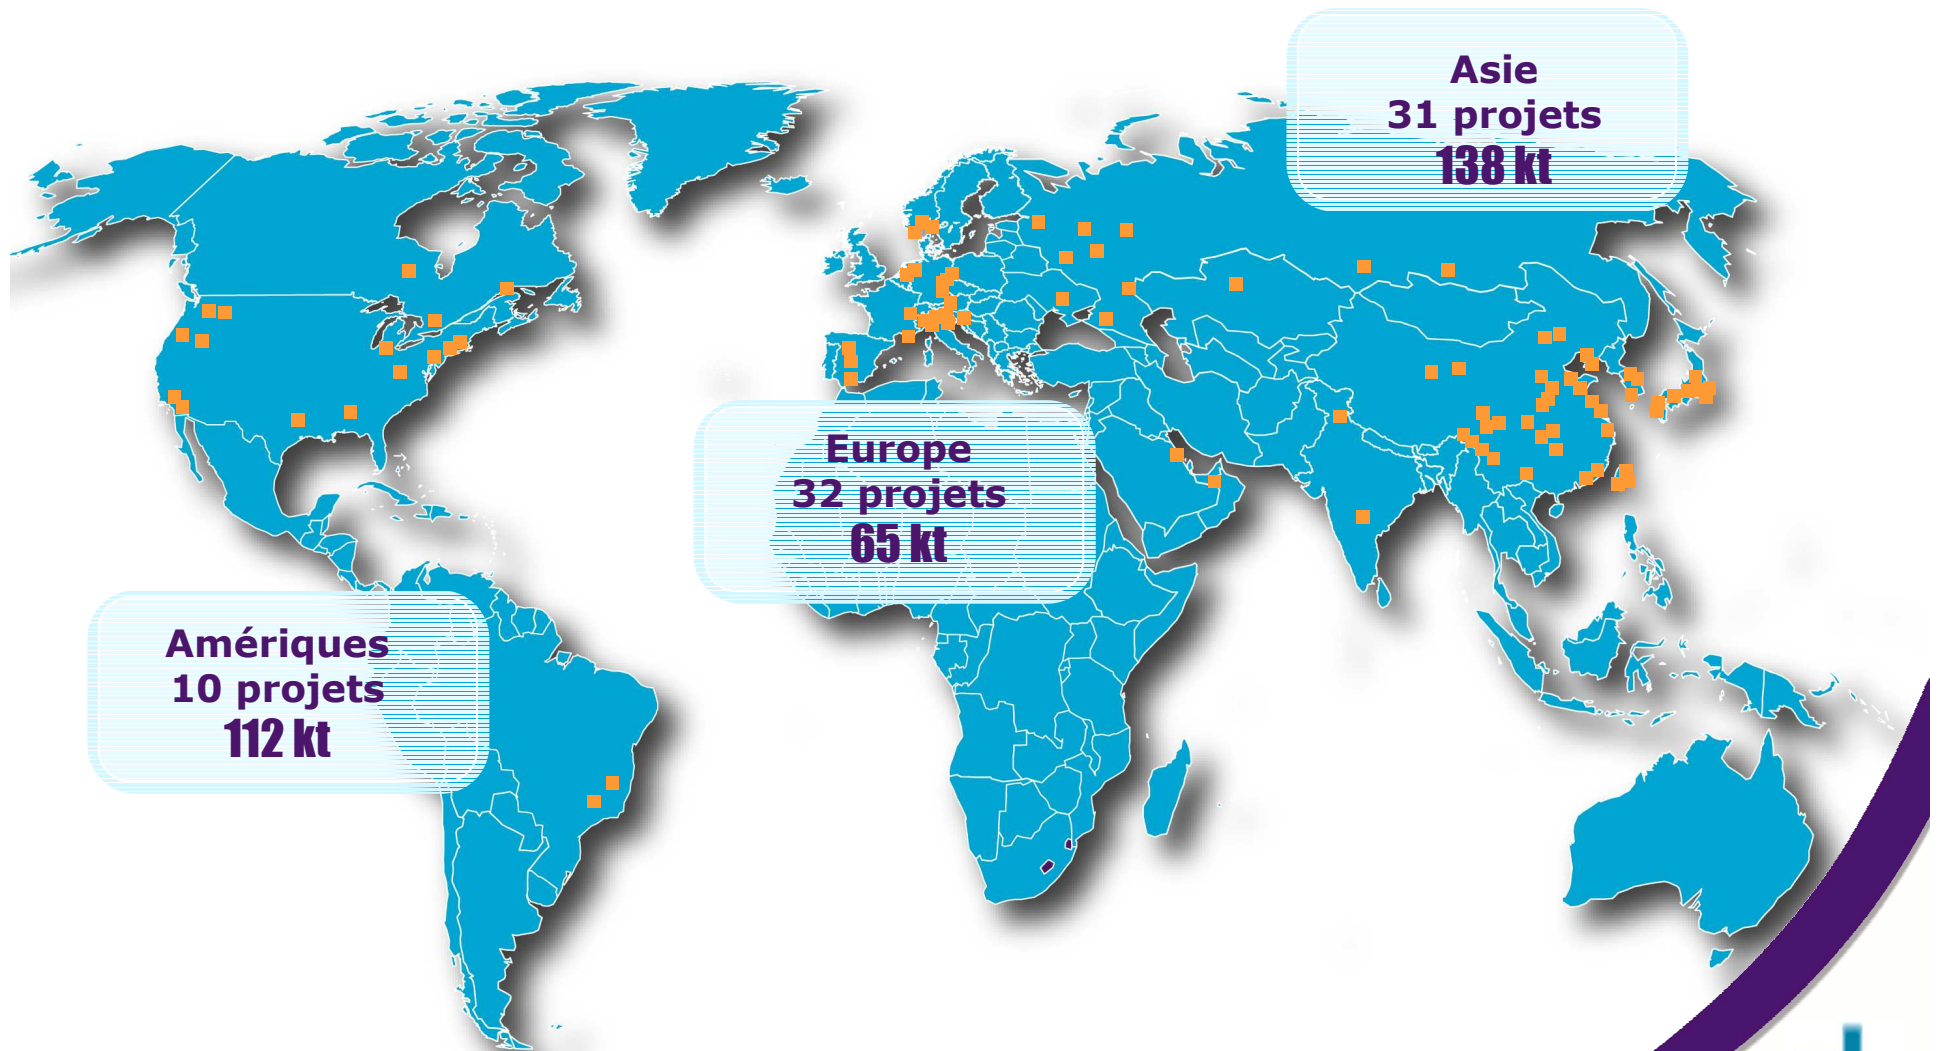 Asie
31 projets
138 kt
Europe
32 projets
65 kt
Amériques
10 projets
112 kt